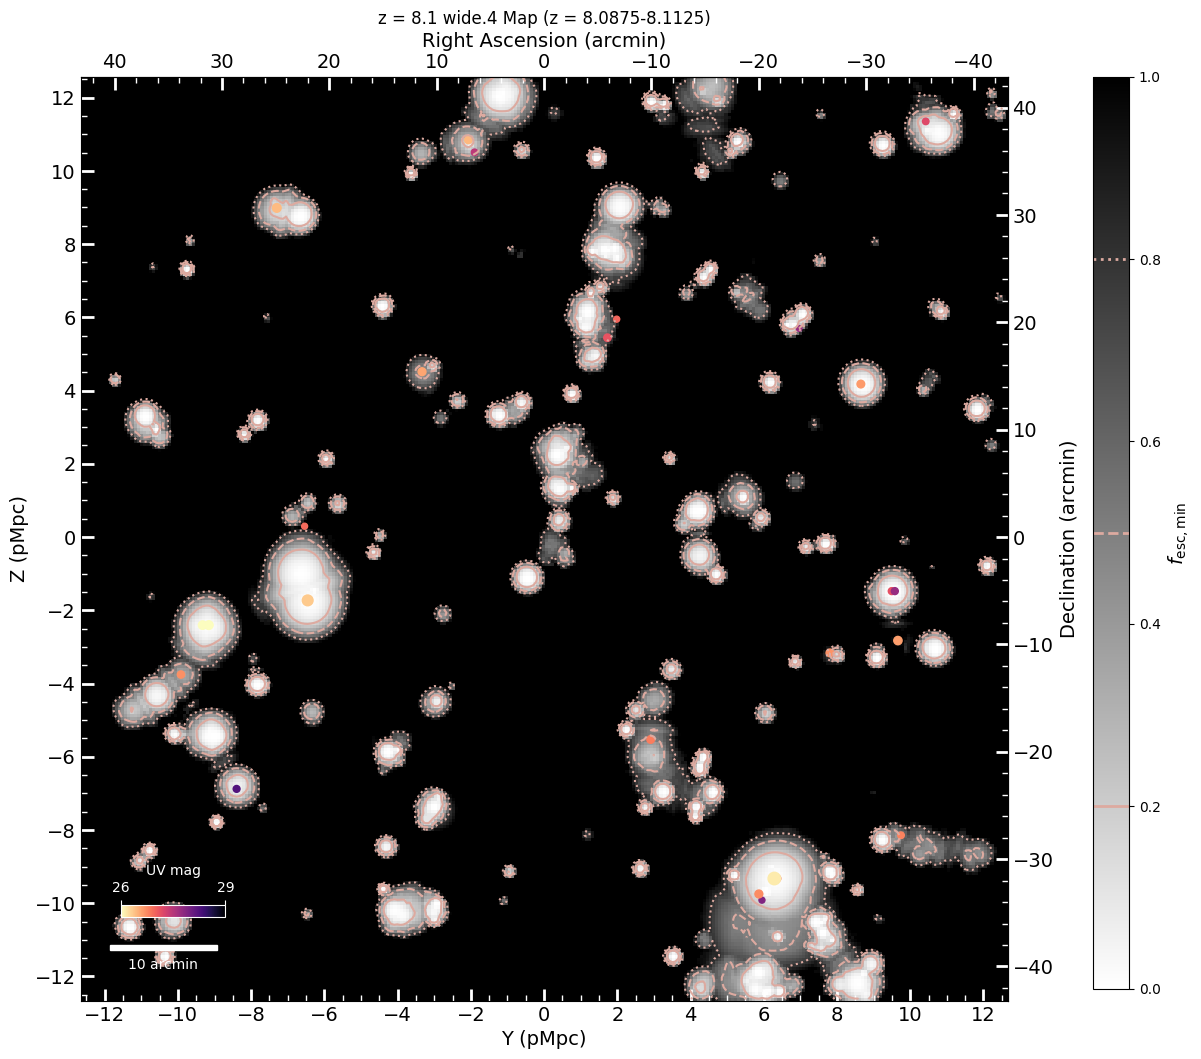 z = 8.1 wide.4 Map (z = 8.0875-8.1125)
Right Ascension (arcmin)
40 30 20 10 0 −10 −20 −30 −40
12 10 8 6 4 2 0 −2 −4 −6 −8 −10 −12
Z (pMpc)
40 30 20 10 0 −10 −20 −30 −40
Declination (arcmin)
1.0 0.8 0.6 0.4 0.2 0.0
fesc,min
UV mag
26 29
10 arcmin
−12 −10 −8 −6 −4 −2 0 2 4 6 8 10 12
Y (pMpc)